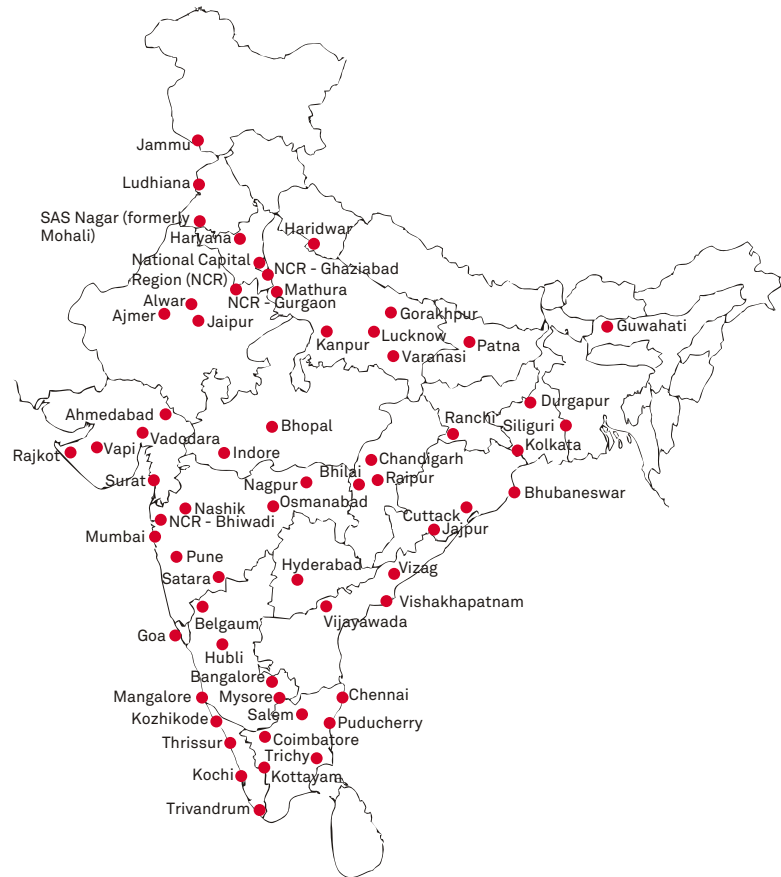 Jammu
Ludhiana
SAS Nagar (formerly
Mohali)
Haryana
Haridwar
National Capital
Region (NCR)
NCR - Ghaziabad
Mathura
NCR - Gurgaon
Alwar
Ajmer
Jaipur
Gorakhpur
Guwahati
Kanpur
Lucknow
Patna
Varanasi
Ahmedabad
Bhopal
Ranchi
Durgapur
Siliguri
Vadodara
Rajkot
Vapi
Indore
Kolkata
Chandigarh
Surat
Nagpur
Bhilai
Raipur
Bhubaneswar
Nashik
Osmanabad
NCR - Bhiwadi
Cuttack
Jajpur
Mumbai
Pune
Hyderabad
Vizag
Satara
Vishakhapatnam
Belgaum
Vijayawada
Goa
Hubli
Bangalore
Mangalore
Mysore
Chennai
Kozhikode
Salem
Puducherry
Thrissur
Coimbatore
Trichy
Kochi
Kottayam
Trivandrum